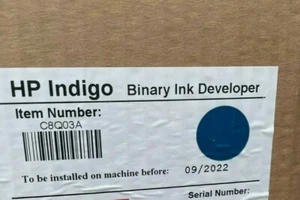 HP Indigo Binary Ink Developer
Item Number:
C8Q03A
To be installed on machine before: 09/2022
Serial Number: